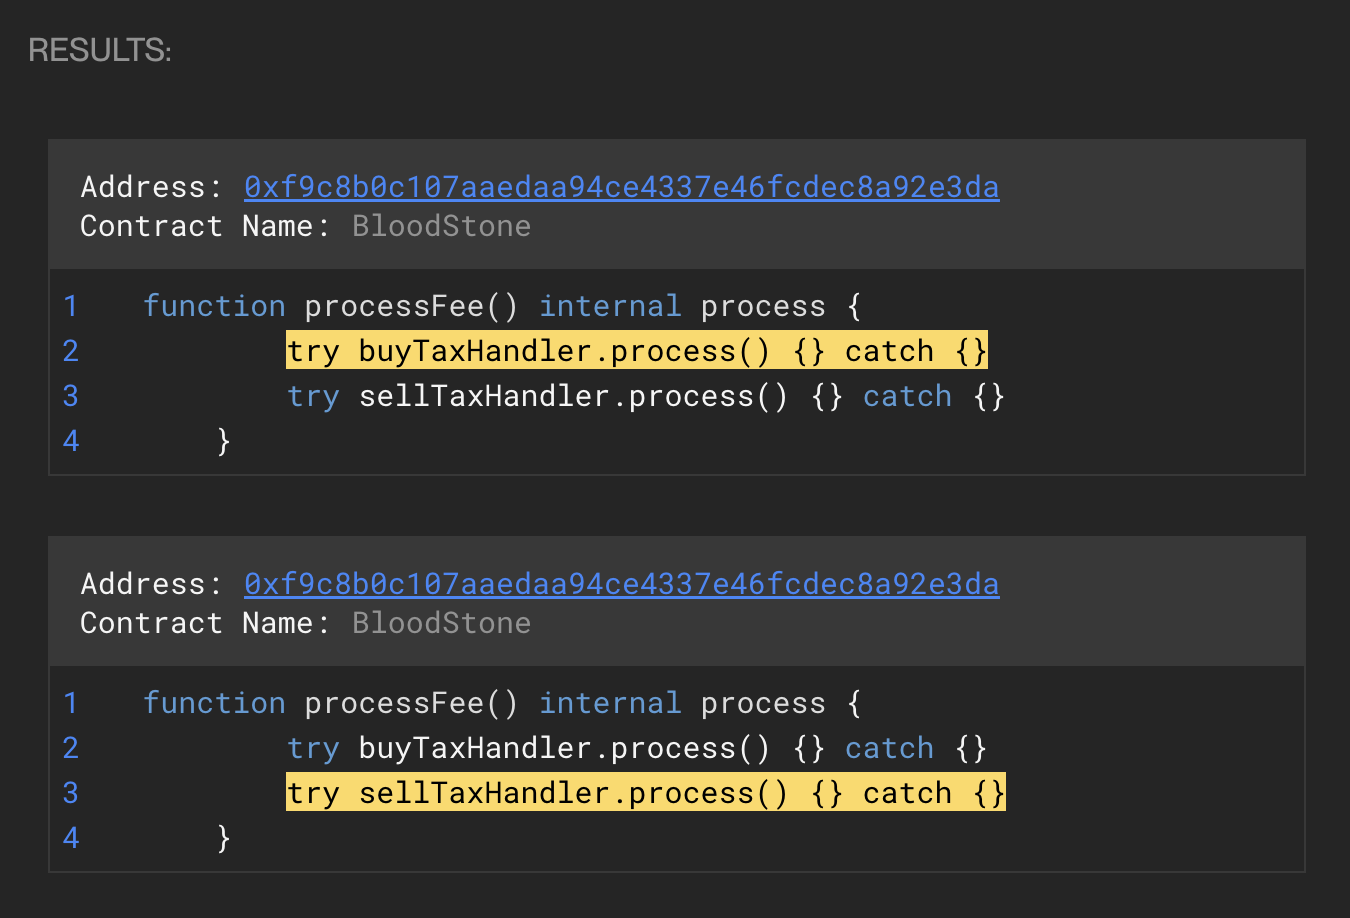 RESULTS:
Address: 0xf9c8b0c107aaedaa94ce4337e46fcdec8a92e3da
Contract Name: BloodStone
1 function processFee() internal process {
2 try buyTaxHandler.process() {} catch {}
3 try sellTaxHandler.process() {} catch {}
4 }
Address: 0xf9c8b0c107aaedaa94ce4337e46fcdec8a92e3da
Contract Name: BloodStone
1 function processFee() internal process {
2 try buyTaxHandler.process() {} catch {}
3 try sellTaxHandler.process() {} catch {}
4 }